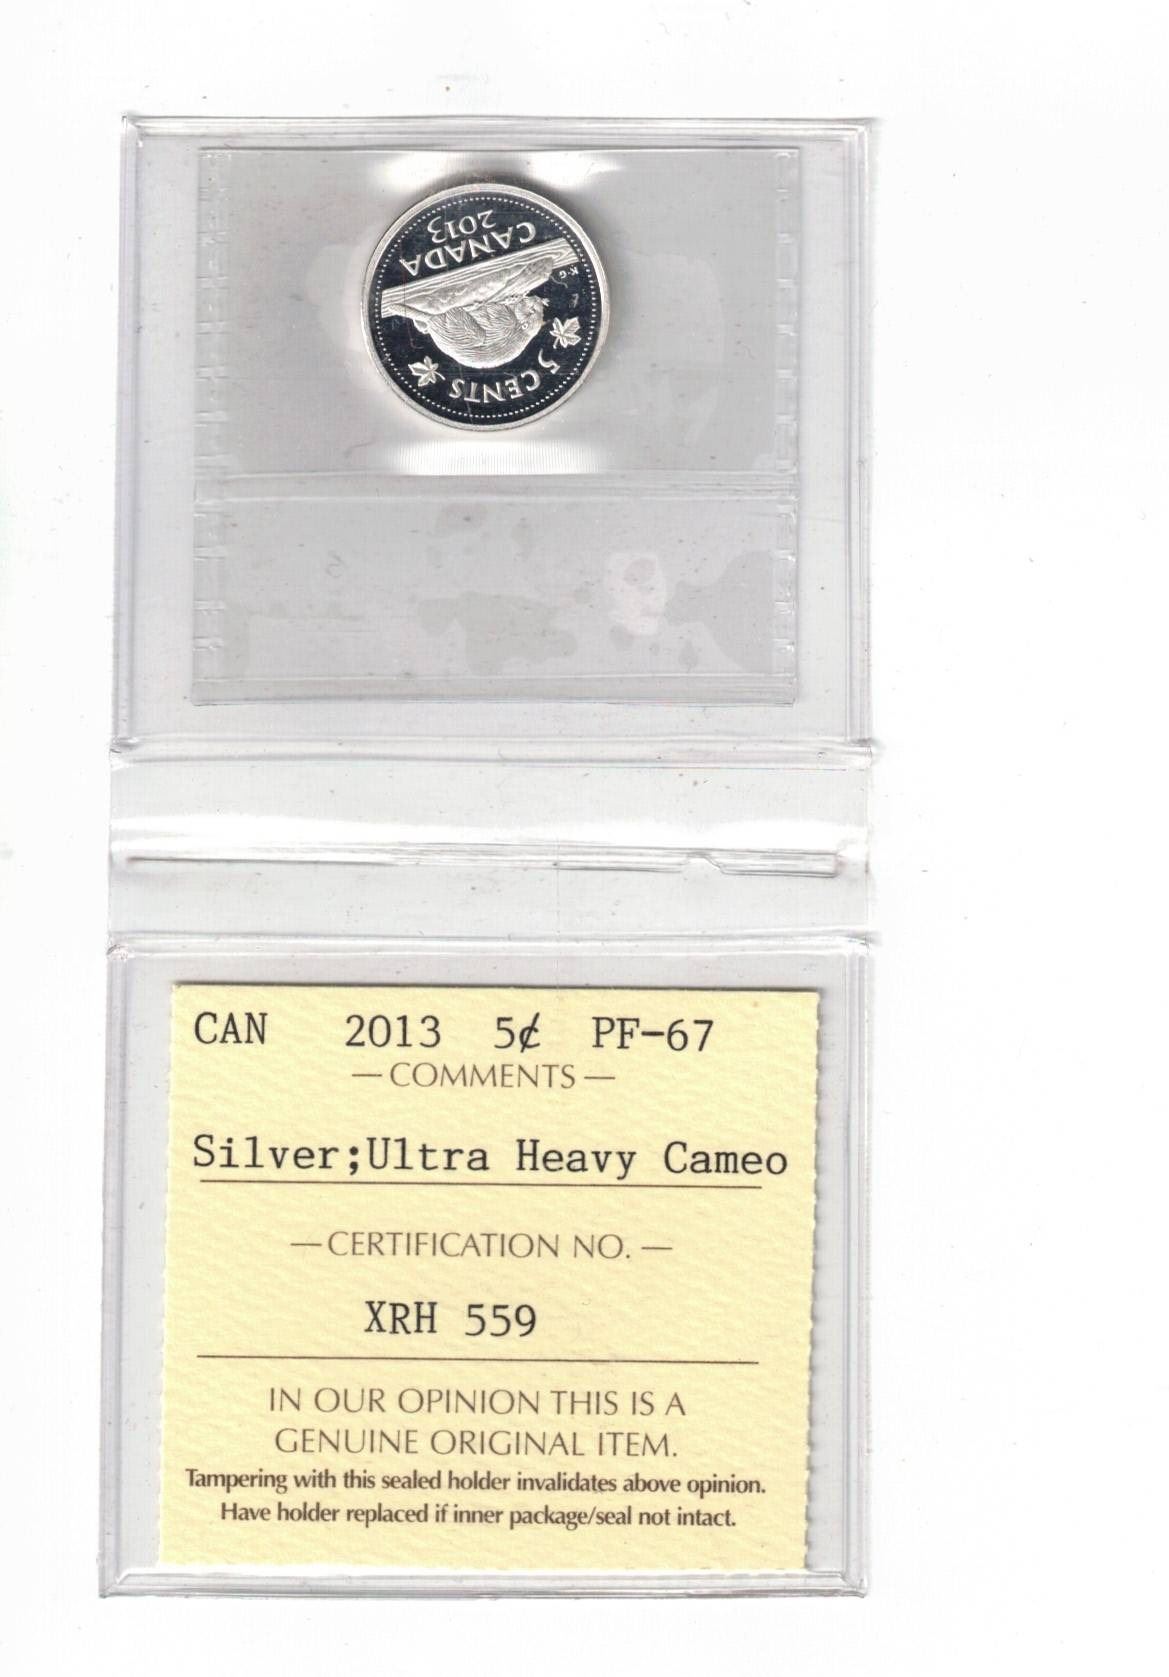 CANADA
2013
K·G
5 CENTS
CAN 2013 5¢ PF-67
— COMMENTS —
Silver;Ultra Heavy Cameo
— CERTIFICATION NO. —
XRH 559
IN OUR OPINION THIS IS A
GENUINE ORIGINAL ITEM.
Tampering with this sealed holder invalidates above opinion.
Have holder replaced if inner package/seal not intact.